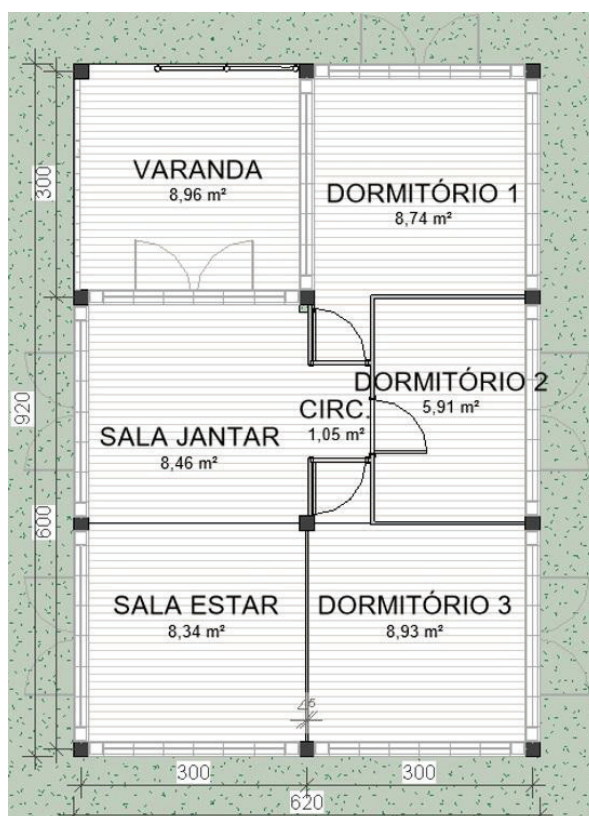 VARANDA
8,96 m²
DORMITÓRIO 1
8,74 m²
300
DORMITÓRIO 2
5,91 m²
CIRC.
1,05 m²
SALA JANTAR
8,46 m²
920
600
SALA ESTAR
8,34 m²
DORMITÓRIO 3
8,93 m²
300
300
620